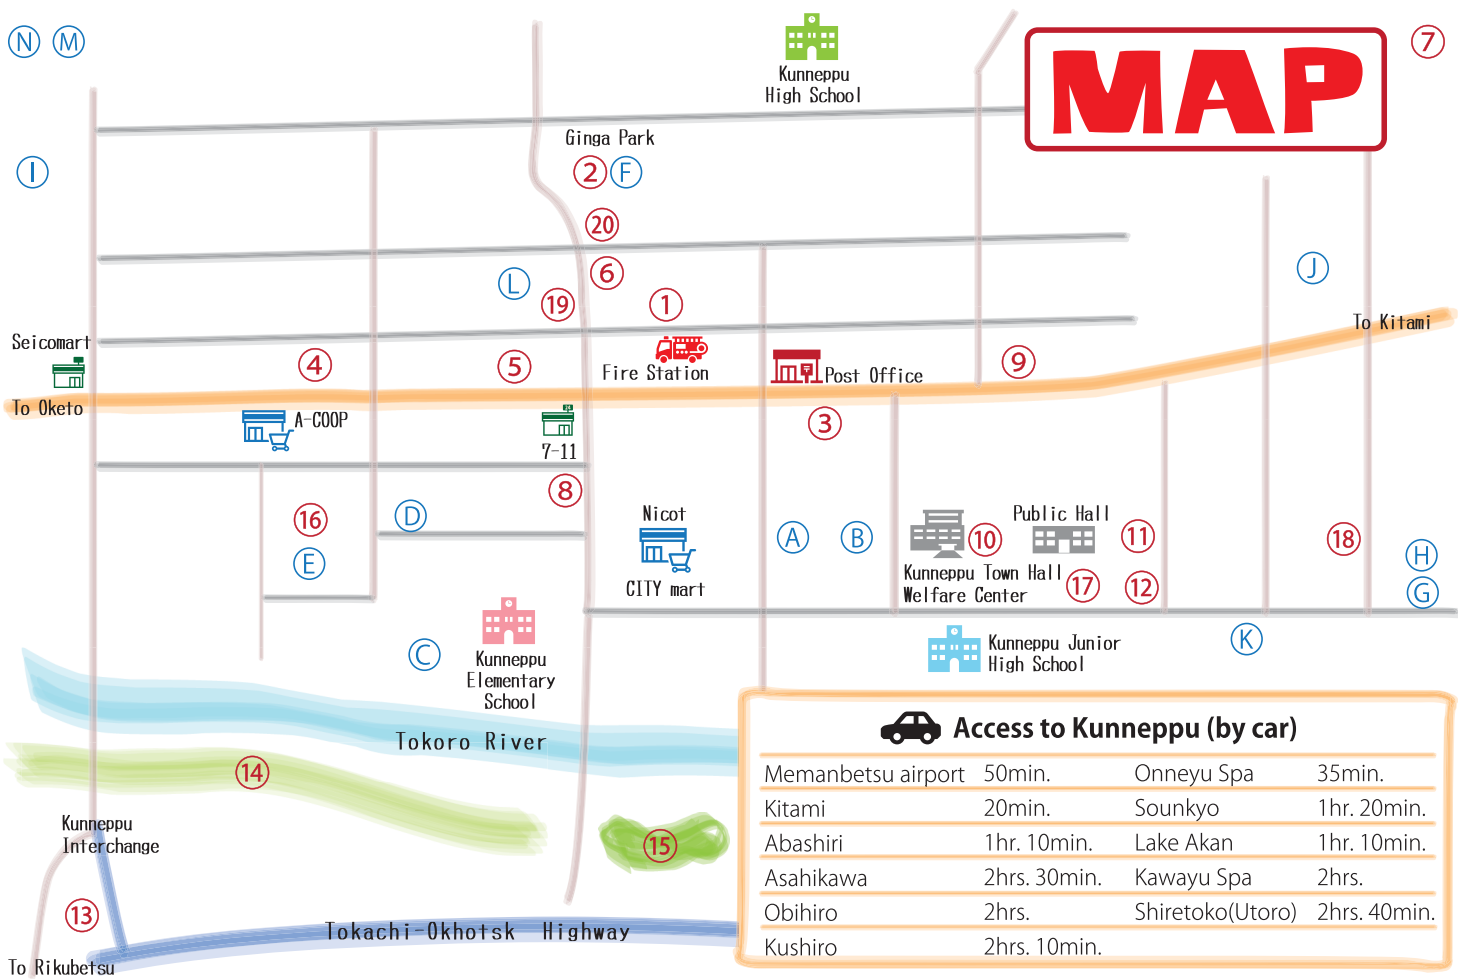 N M
Kunneppu
High School
MAP
7
Ginga Park
I
2 F
20
L
6
J
19
1
Seicomart
To Kitami
4
5
Fire Station
Post Office
9
To Oketo
A-COOP
3
7-11
8
16
D
Nicot
Public Hall
A
B
10
11
18
E
CITY mart
Kunneppu Town Hall
Welfare Center
17
12
H
G
C
Kunneppu
Elementary
School
Kunneppu Junior
High School
K
Tokoro River
14
Kunneppu
Interchange
15
13
Tokachi-Okhotsk Highway
To Rikubetsu
Access to Kunneppu (by car)
Memanbetsu airport 50min. Onneyu Spa 35min.
Kitami 20min. Sounkyo 1hr. 20min.
Abashiri 1hr. 10min. Lake Akan 1hr. 10min.
Asahikawa 2hrs. 30min. Kawayu Spa 2hrs.
Obihiro 2hrs. Shiretoko(Utoro) 2hrs. 40min.
Kushiro 2hrs. 10min.